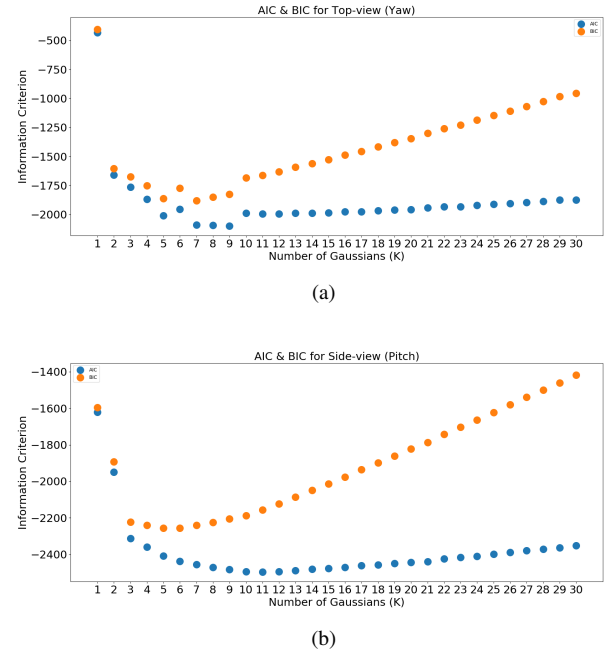 AIC & BIC for Top-view (Yaw)
AIC
BIC
Information Criterion
−500
−750
−1000
−1250
−1500
−1750
−2000
1 2 3 4 5 6 7 8 9 10 11 12 13 14 15 16 17 18 19 20 21 22 23 24 25 26 27 28 29 30
Number of Gaussians (K)
(a)
AIC & BIC for Side-view (Pitch)
AIC
BIC
Information Criterion
−1400
−1600
−1800
−2000
−2200
−2400
1 2 3 4 5 6 7 8 9 10 11 12 13 14 15 16 17 18 19 20 21 22 23 24 25 26 27 28 29 30
Number of Gaussians (K)
(b)